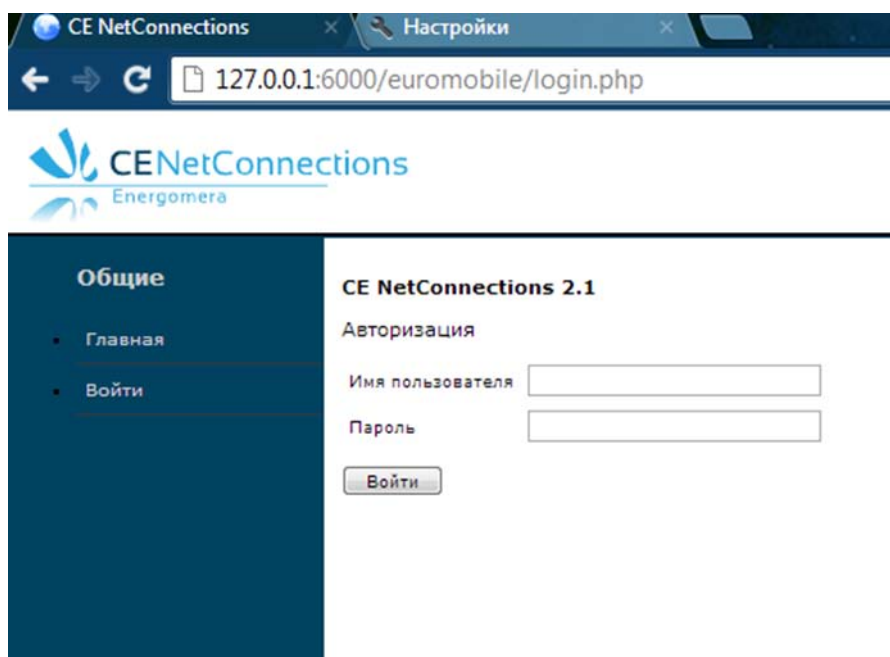 CE NetConnections
Настройки
127.0.0.1:6000/euromobile/login.php
CENetConnections
Energomera
Общие
Главная
Войти
CE NetConnections 2.1
Авторизация
Имя пользователя
Пароль
Войти